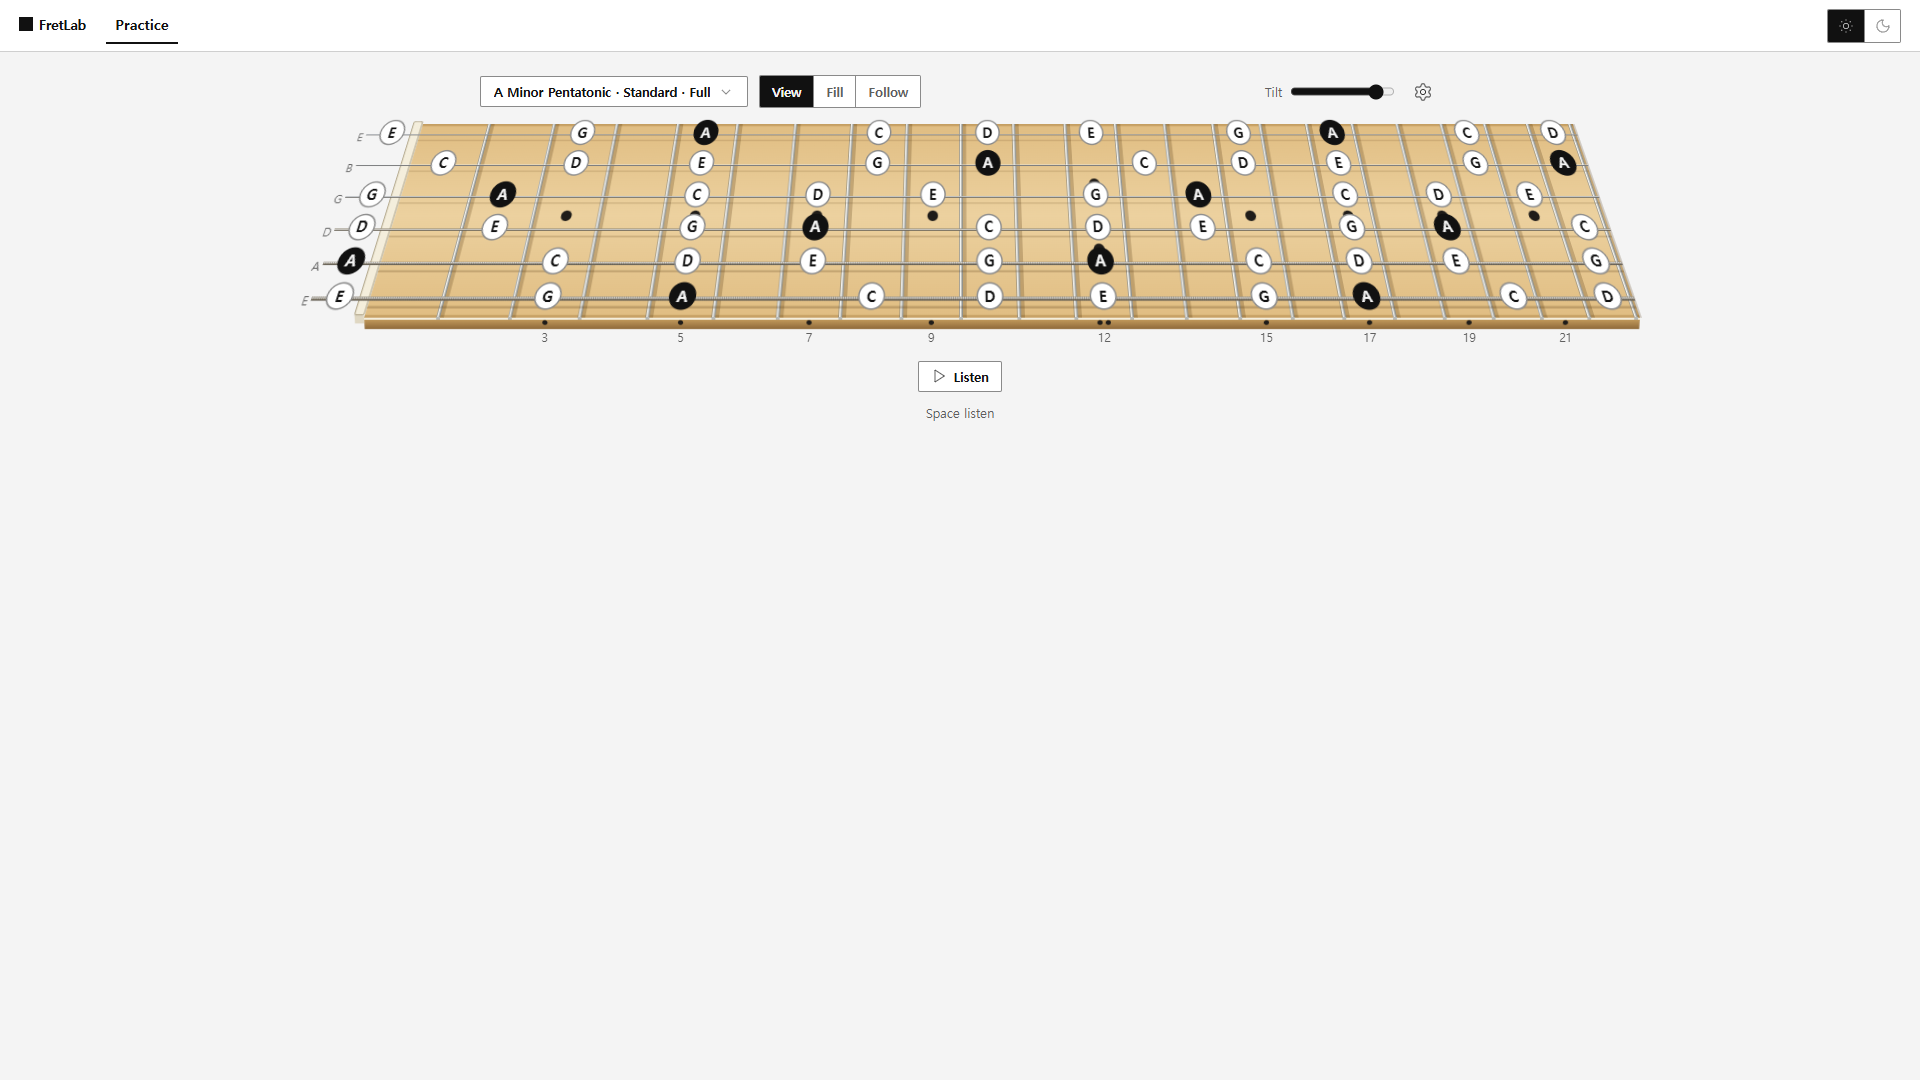 FretLab Practice
A Minor Pentatonic · Standard · Full View Fill Follow Tilt
E E G A C D E G A C D
B C D E G A C D E G A
G G A C D E G A C D E
D D E G A C D E G A C
A A C D E G A C D E G
E E G A C D E G A C D
3 5 7 9 12 15 17 19 21
Listen
Space listen